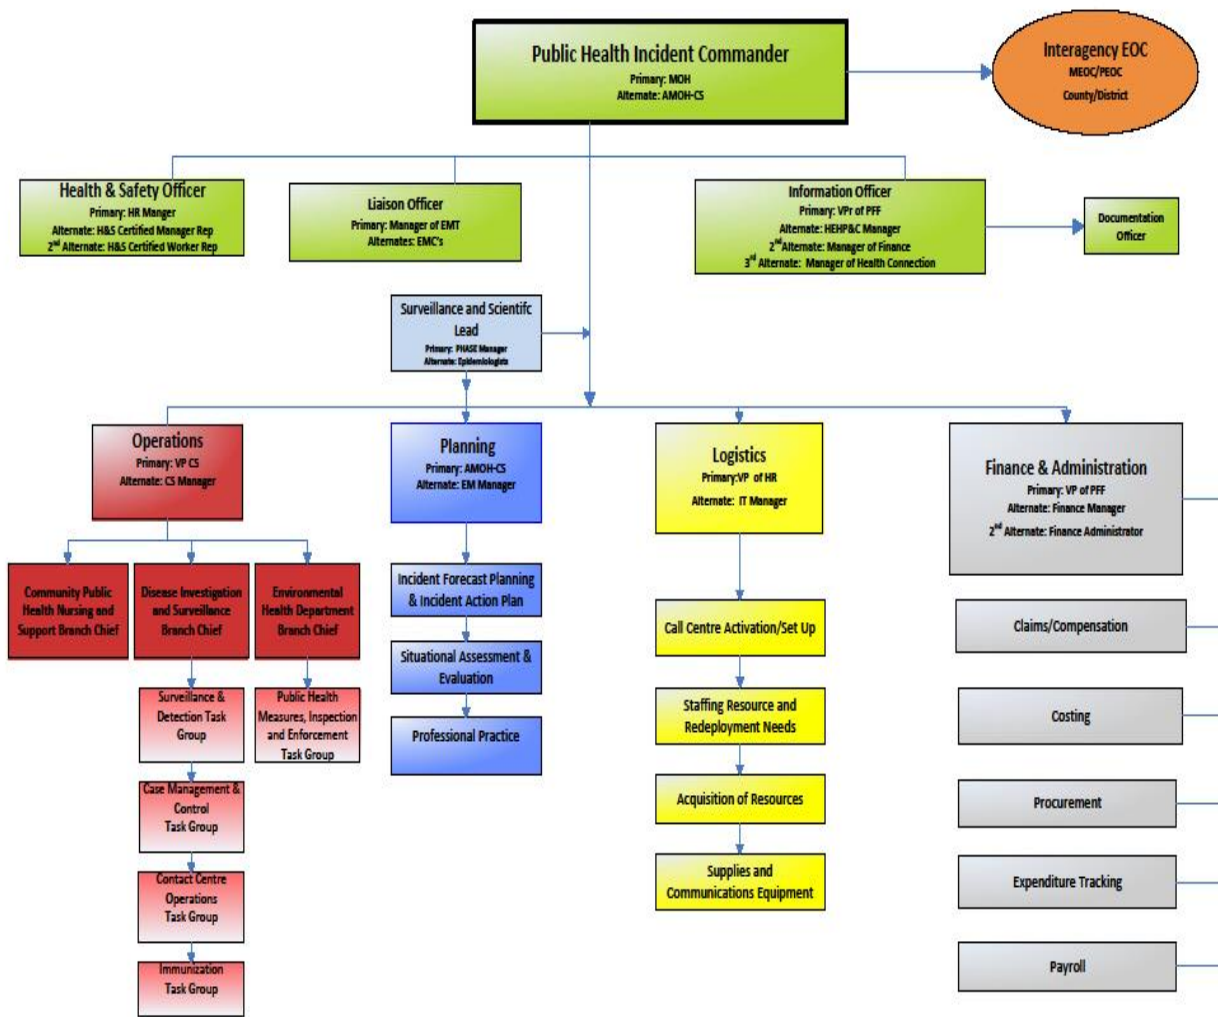 Public Health Incident Commander
Primary: MOH
Alternate: AMOH-CS
Interagency EOC
MEOC/PEOC
County/District
Health & Safety Officer
Primary: HR Manger
Alternate: H&S Certified Manager Rep
2nd Alternate: H&S Certified Worker Rep
Liaison Officer
Primary: Manager of EMT
Alternates: EMC's
Information Officer
Primary: VPr of PFF
Alternate: HEHP&C Manager
2nd Alternate: Manager of Finance
3rd Alternate: Manager of Health Connection
Documentation
Officer
Surveillance and Scientifc
Lead
Primary: PHASE Manager
Alternate: Epidemiologists
Operations
Primary: VP CS
Alternate: CS Manager
Planning
Primary: AMOH-CS
Alternate: EM Manager
Logistics
Primary:VP of HR
Alternate: IT Manager
Finance & Administration
Primary: VP of PFF
Alternate: Finance Manager
2nd Alternate: Finance Administrator
Community Public
Health Nursing and
Support Branch Chief
Disease Investigation
and Surveillance
Branch Chief
Environmental
Health Department
Branch Chief
Surveillance &
Detection Task
Group
Public Health
Measures, Inspection
and Enforcement
Task Group
Case Management &
Control
Task Group
Contact Centre
Operations
Task Group
Immunization
Task Group
Incident Forecast Planning
& Incident Action Plan
Situational Assessment &
Evaluation
Professional Practice
Call Centre Activation/Set Up
Staffing Resource and
Redeployment Needs
Acquisition of Resources
Supplies and
Communications Equipment
Claims/Compensation
Costing
Procurement
Expenditure Tracking
Payroll